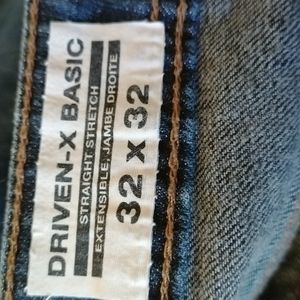 DRIVEN-X BASIC
STRAIGHT STRETCH
EXTENSIBLE, JAMBE DROITE
32 x 32